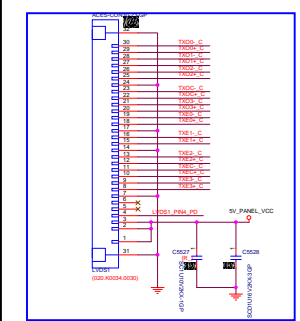 32
30
29
28
27
26
25
24
23
22
21
20
19
18
17
16
15
14
13
12
11
10
9
8
7
6
5
4
3
2
1
31
TXO0-_C
TXO0+_C
TXO1-_C
TXO1+_C
TXO2-_C
TXO2+_C
TXOC-_C
TXOC+_C
TXO3-_C
TXO3+_C
TXE0-_C
TXE0+_C
TXE1-_C
TXE1+_C
TXE2-_C
TXE2+_C
TXEC-_C
TXEC+_C
TXE3-_C
TXE3+_C
LVDS1_PIN4_PD
5V_PANEL_VCC
LVDS1
(020.K0034.0030)
C5527
C5528